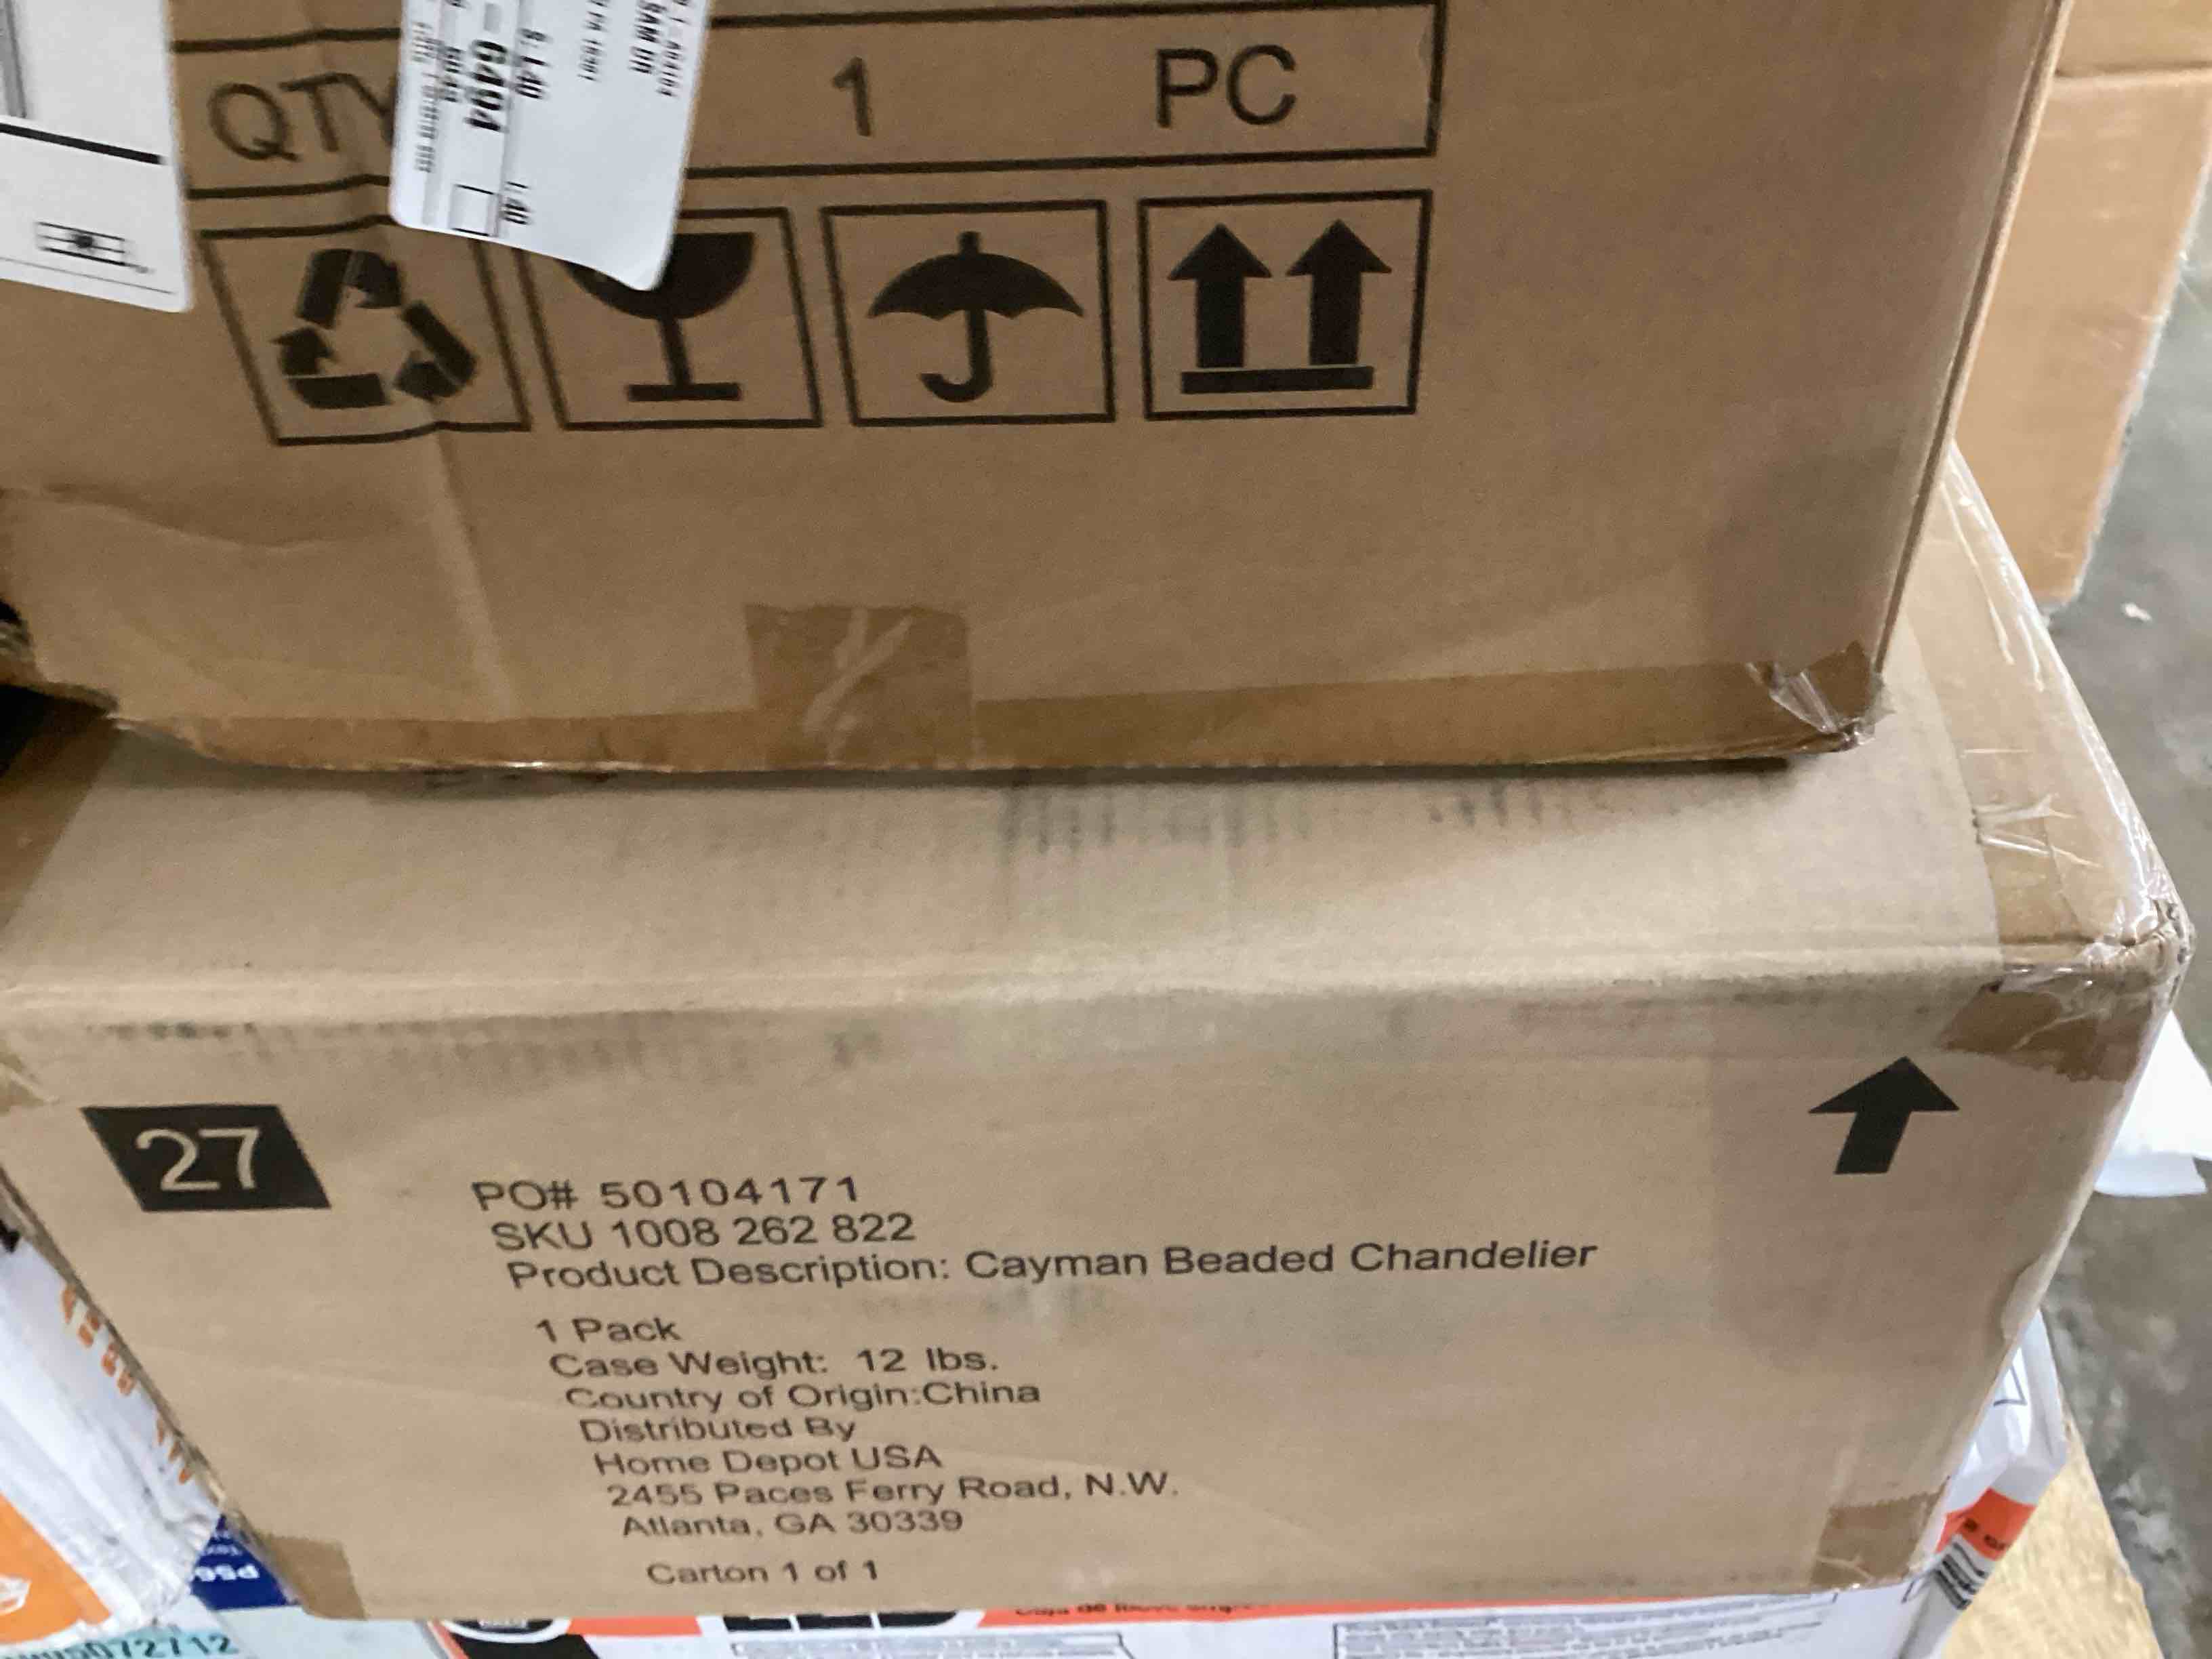 QTY 1 PC
6404
27
PO# 50104171
SKU 1008 262 822
Product Description: Cayman Beaded Chandelier
1 Pack
Case Weight: 12 lbs.
Country of Origin:China
Distributed By
Home Depot USA
2455 Paces Ferry Road, N.W.
Atlanta, GA 30339
Carton 1 of 1
5072712